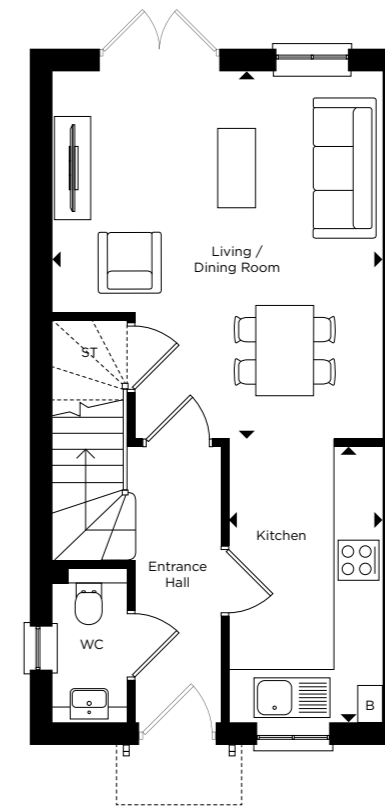 Living /
Dining Room
ST
Kitchen
Entrance
Hall
WC
B